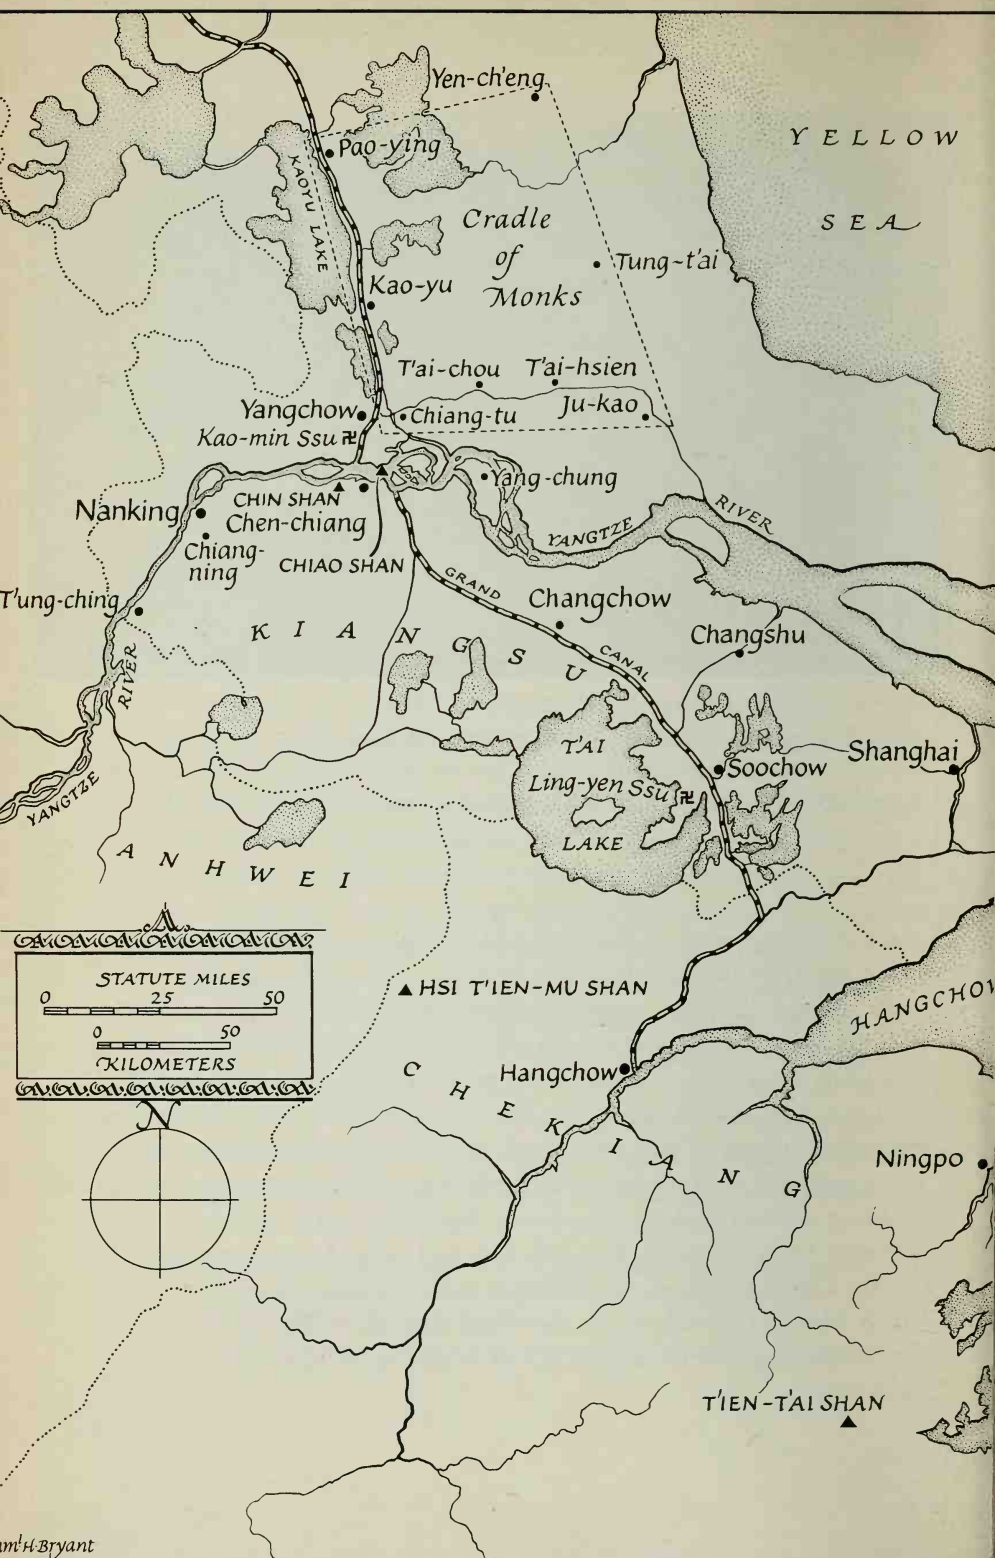 Yen-ch'eng
YELLOW
SEA
Pao-ying
KAOYU LAKE
Cradle
of
Monks
Tung-t'ai
Kao-yu
T'ai-chou
T'ai-hsien
Yangchow
Chiang-tu
Ju-kao
Kao-min Ssu 卍
Yang-chung
CHIN SHAN
Nanking
Chen-chiang
YANGTZE RIVER
Chiang-
ning
CHIAO SHAN
T'ung-ching
GRAND CANAL
Changchow
KIANGSU
Changshu
RIVER
YANGTZE
T'AI
Ling-yen Ssu 卍
LAKE
Soochow
Shanghai
ANHWEI
STATUTE MILES
0 25 50
0 50
KILOMETERS
HSI T'IEN-MU SHAN
N
Hangchow
CHEKIANG
Ningpo
T'IEN-T'AI SHAN
H·Bryant